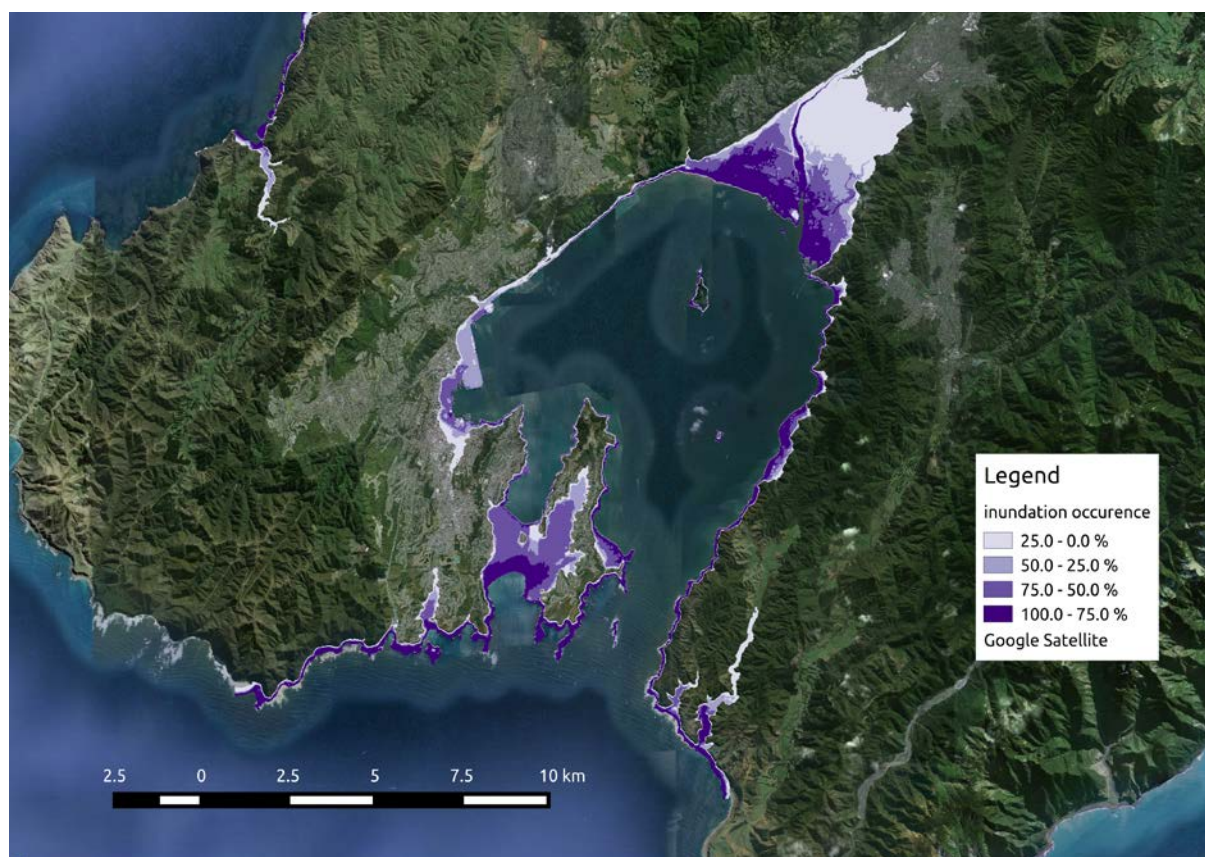 Legend
inundation occurence
25.0 - 0.0 %
50.0 - 25.0 %
75.0 - 50.0 %
100.0 - 75.0 %
Google Satellite
2.5 0 2.5 5 7.5 10 km